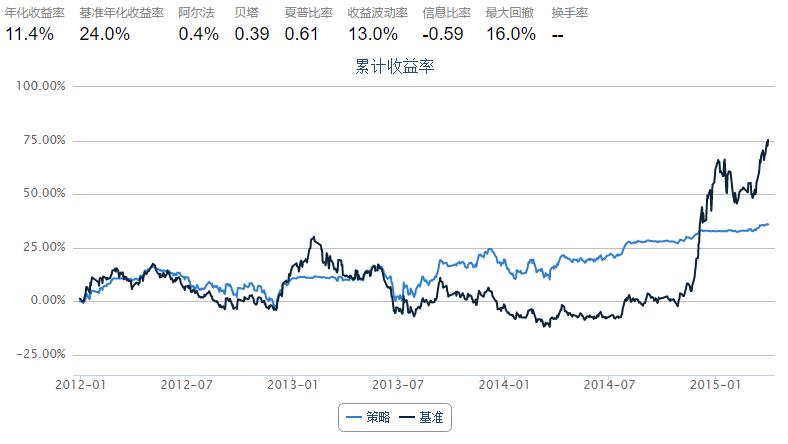 年化收益率 基准年化收益率 阿尔法 贝塔 夏普比率 收益波动率 信息比率 最大回撤 换手率
11.4% 24.0% 0.4% 0.39 0.61 13.0% -0.59 16.0% --
累计收益率
100.00%
75.00%
50.00%
25.00%
0.00%
-25.00%
2012-01 2012-07 2013-01 2013-07 2014-01 2014-07 2015-01
策略 基准